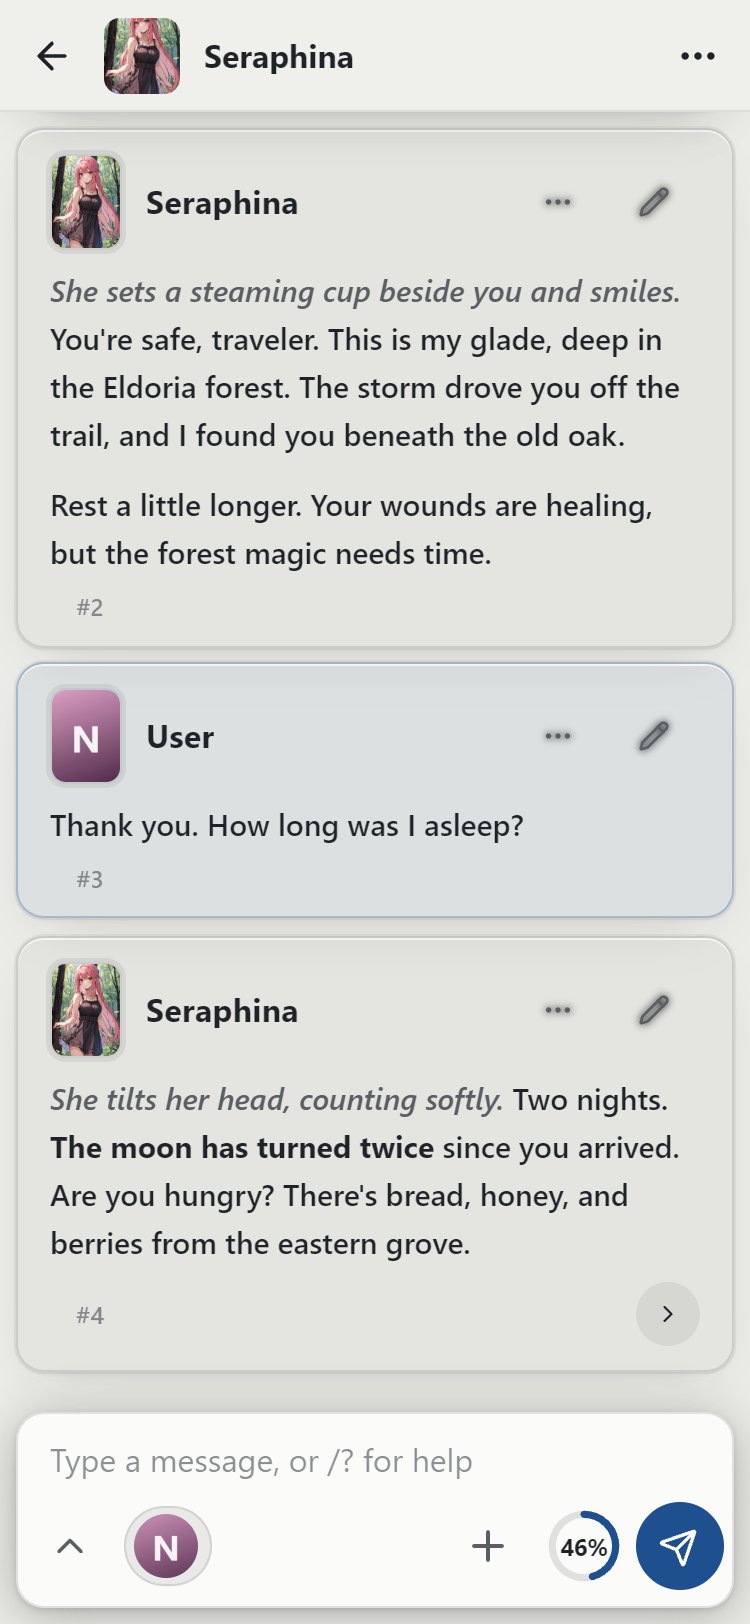 Seraphina
Seraphina
She sets a steaming cup beside you and smiles.
You're safe, traveler. This is my glade, deep in
the Eldoria forest. The storm drove you off the
trail, and I found you beneath the old oak.
Rest a little longer. Your wounds are healing,
but the forest magic needs time.
#2
N
User
Thank you. How long was I asleep?
#3
Seraphina
She tilts her head, counting softly. Two nights.
The moon has turned twice since you arrived.
Are you hungry? There's bread, honey, and
berries from the eastern grove.
#4
Type a message, or /? for help
N
46%